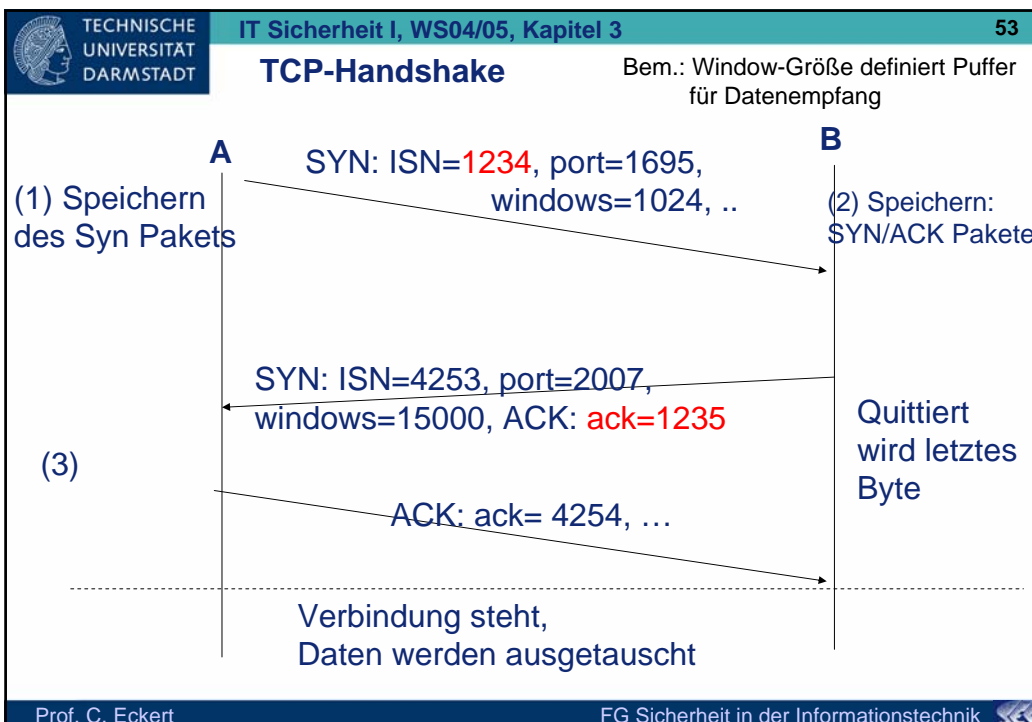 TECHNISCHE
UNIVERSITÄT
DARMSTADT
IT Sicherheit I, WS04/05, Kapitel 3
53
TCP-Handshake
Bem.: Window-Größe definiert Puffer
für Datenempfang
A
B
SYN: ISN=1234, port=1695,
windows=1024, ..
(1) Speichern
des Syn Pakets
(2) Speichern:
SYN/ACK Pakete
SYN: ISN=4253, port=2007,
windows=15000, ACK: ack=1235
Quittiert
wird letztes
Byte
(3)
ACK: ack= 4254, …
Verbindung steht,
Daten werden ausgetauscht
Prof. C. Eckert
FG Sicherheit in der Informationstechnik